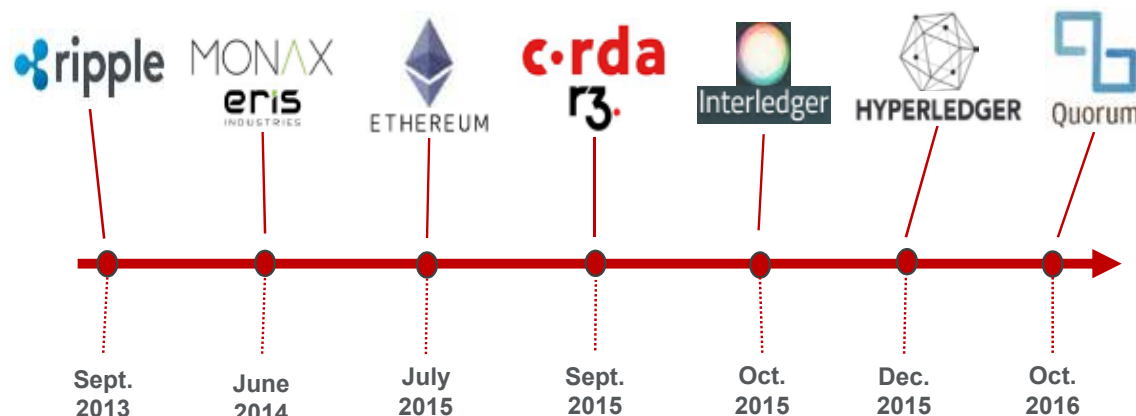 ripple
MONAX
eris
INDUSTRIES
ETHEREUM
c·rda
r3.
Interledger
HYPERLEDGER
Quorum
Sept.
2013
June
2014
July
2015
Sept.
2015
Oct.
2015
Dec.
2015
Oct.
2016